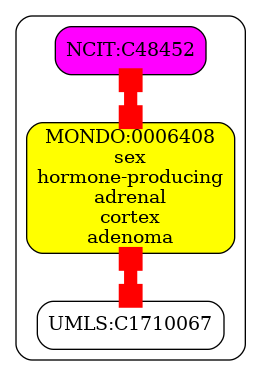 NCIT:C48452
MONDO:0006408
sex
hormone-producing
adrenal
cortex
adenoma
UMLS:C1710067